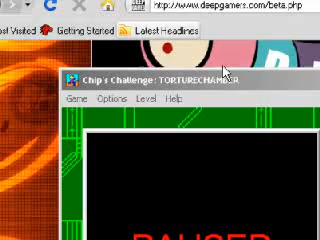 http://www.deepgamers.com/beta.php
ost Visited Getting Started Latest Headlines
Chip's Challenge: TORTURECHAMBER
Game Options Level Help
PAUSED